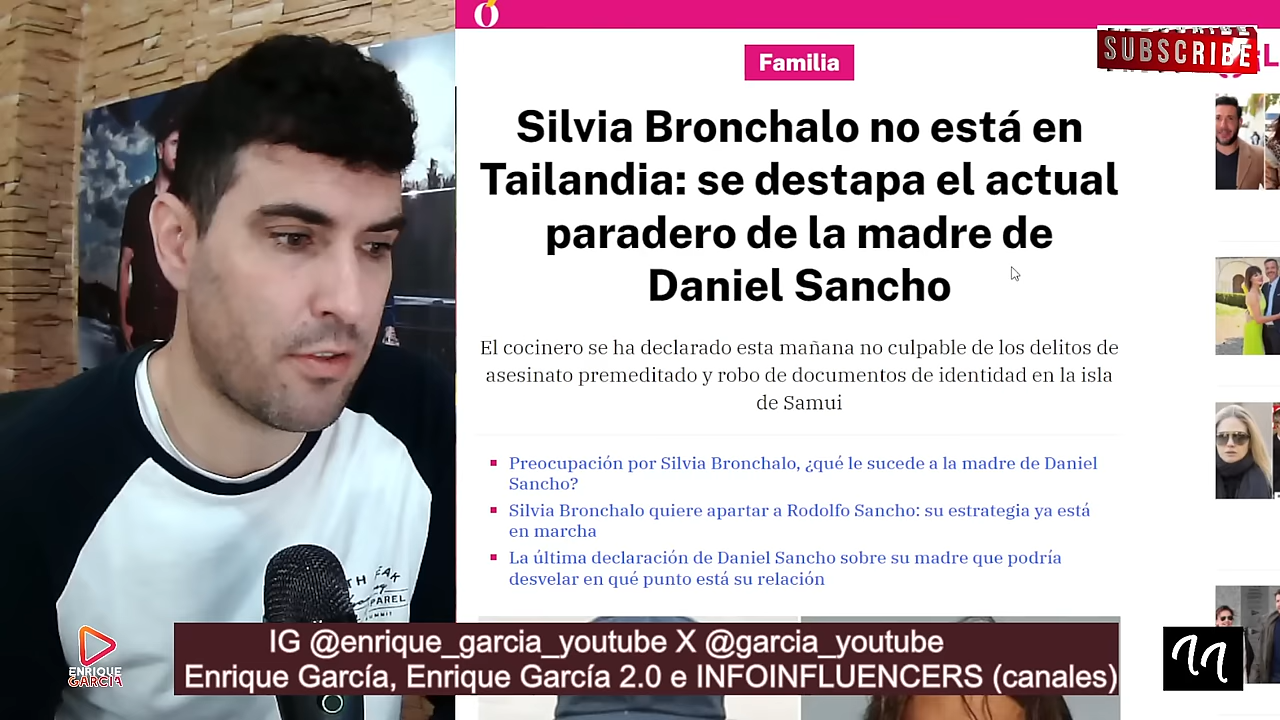 Ó
SUBSCRIBE
Familia
Silvia Bronchalo no está en
Tailandia: se destapa el actual
paradero de la madre de
Daniel Sancho
El cocinero se ha declarado esta mañana no culpable de los delitos de
asesinato premeditado y robo de documentos de identidad en la isla
de Samui
Preocupación por Silvia Bronchalo, ¿qué le sucede a la madre de Daniel
Sancho?
Silvia Bronchalo quiere apartar a Rodolfo Sancho: su estrategia ya está
en marcha
La última declaración de Daniel Sancho sobre su madre que podría
desvelar en qué punto está su relación
IG @enrique_garcia_youtube X @garcia_youtube
Enrique García, Enrique García 2.0 e INFOINFLUENCERS (canales)
ENRIQUE
GARCÍA